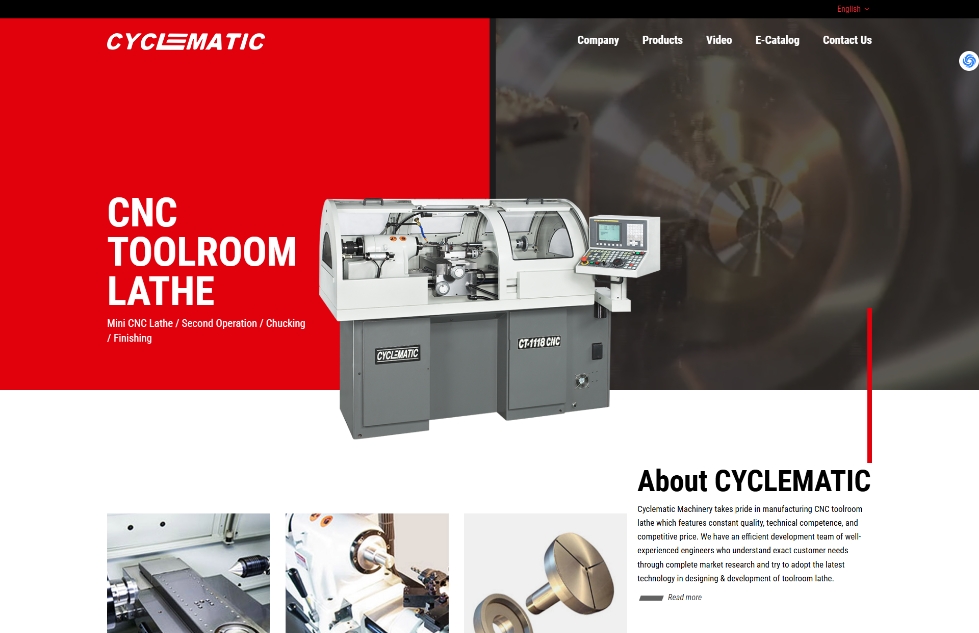 English
CYCLEMATIC
Company Products Video E-Catalog Contact Us
CNC
TOOLROOM
LATHE
Mini CNC Lathe / Second Operation / Chucking
/ Finishing
CYCLEMATIC
CT-1118 CNC
About CYCLEMATIC
Cyclematic Machinery takes pride in manufacturing CNC toolroom
lathe which features constant quality, technical competence, and
competitive price. We have an efficient development team of well-
experienced engineers who understand exact customer needs
through complete market research and try to adopt the latest
technology in designing & development of toolroom lathe.
Read more